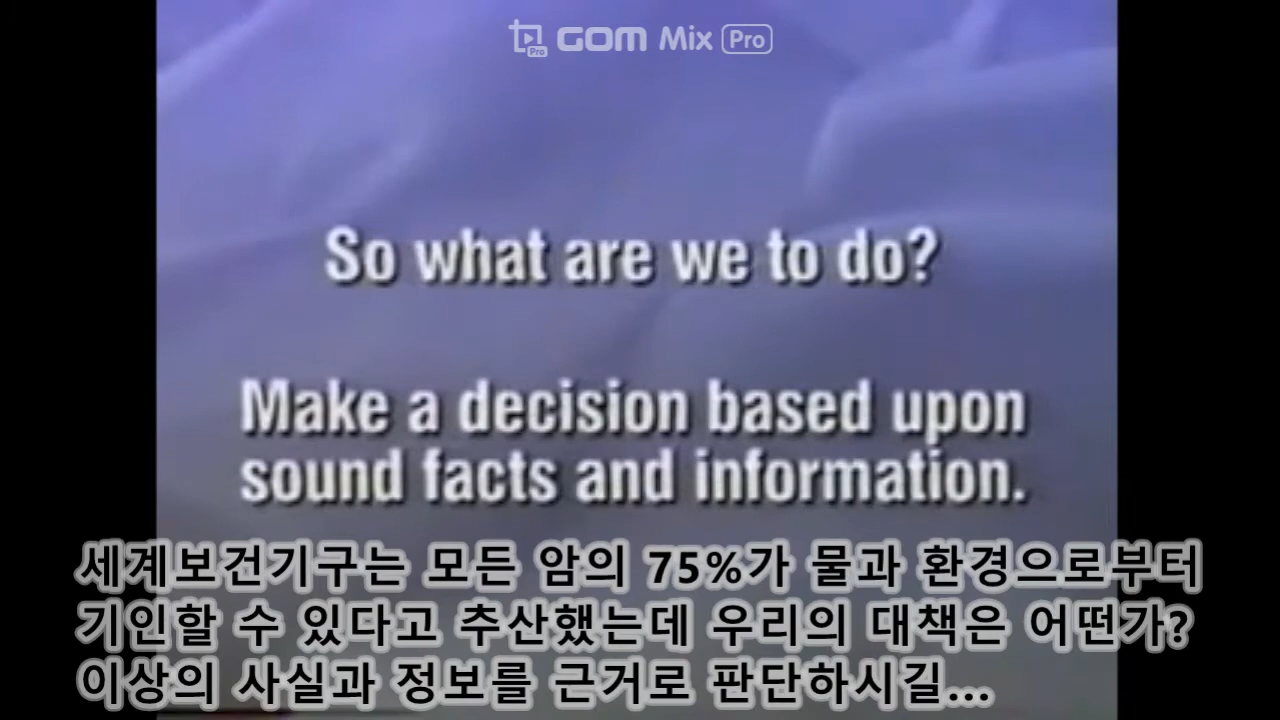 GOM Mix Pro
So what are we to do?
Make a decision based upon
sound facts and information.
세계보건기구는 모든 암의 75%가 물과 환경으로부터
기인할 수 있다고 추산했는데 우리의 대책은 어떤가?
이상의 사실과 정보를 근거로 판단하시길...